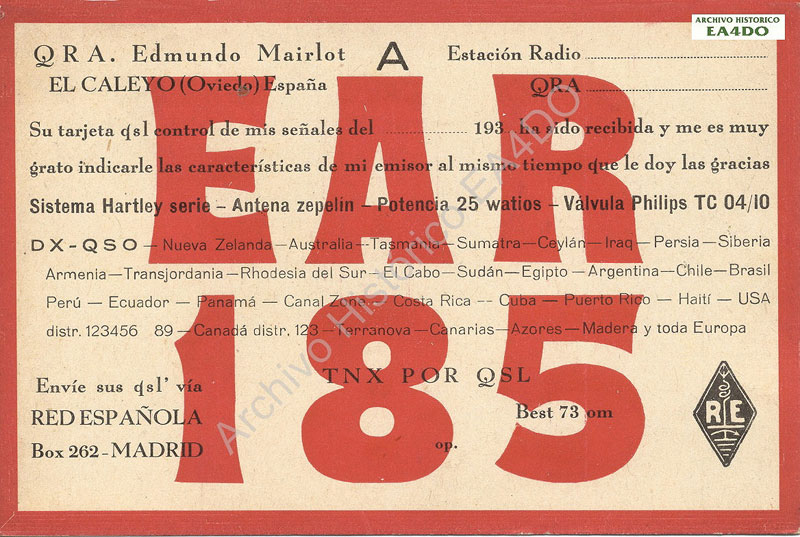 ARCHIVO HISTORICO
EA4DO
QRA. Edmundo Mairlot A Estación Radio
EL CALEYO (Oviedo) España QRA
EAR
Su tarjeta qsl control de mis señales del 193 ha sido recibida y me es muy
grato indicarle las características de mi emisor al mismo tiempo que le doy las gracias
Sistema Hartley serie - Antena zepelin - Potencia 25 watios - Válvula Philips TC 04/10
DX-QSO — Nueva Zelanda — Australia — Tasmania — Sumatra — Ceylán — Iraq — Persia — Siberia
Armenia — Transjordania — Rhodesia del Sur - El Cabo — Sudán — Egipto — Argentina — Chile — Brasil
Perú — Ecuador — Panamá — Canal Zona — Costa Rica -- Cuba — Puerto Rico — Haití — USA
distr. 123456 89 — Canadá distr, 123 — Terranova — Canarias — Azores — Madera y toda Europa
185
TNX POR QSL
Envíe sus qsl' vía
RED ESPAÑOLA
Box 262 - MADRID
Best 73 om
op.
RE
Archivo Historico EA4DO